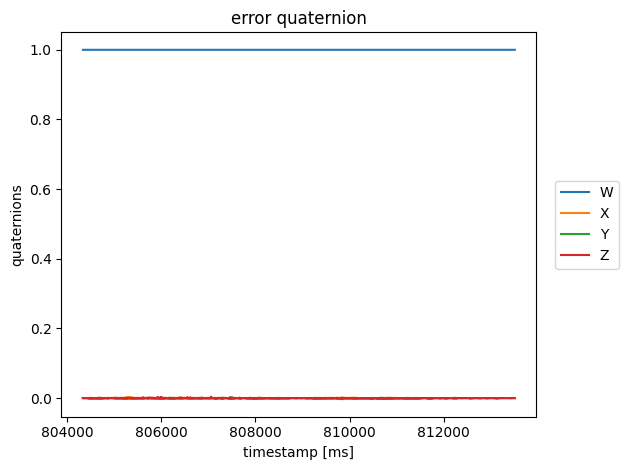 error quaternion
1.0
0.8
0.6
0.4
0.2
0.0
quaternions
804000 806000 808000 810000 812000
timestamp [ms]
W
X
Y
Z